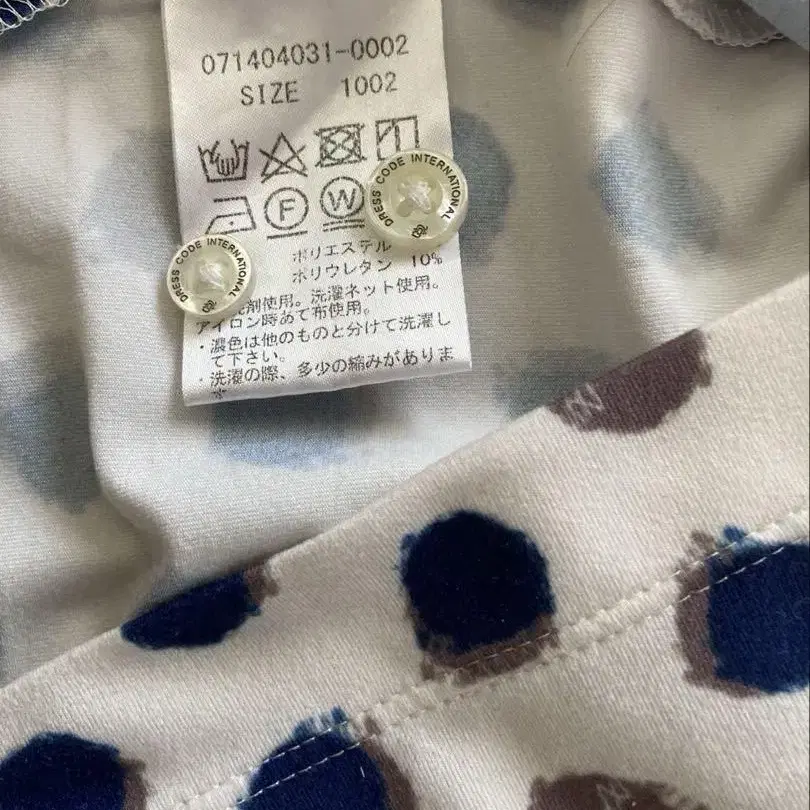 071404031-0002
SIZE 1002
F
W
DRESS CODE INTERNATIONAL
DRESS CODE INTERNATIONAL
ポリエステル
ポリウレタン 10%
剤使用。洗濯ネット使用。
アイロン時あて布使用。
・濃色は他のものと分けて洗濯し
て下さい。
・洗濯の際、多少の縮みがありま
す